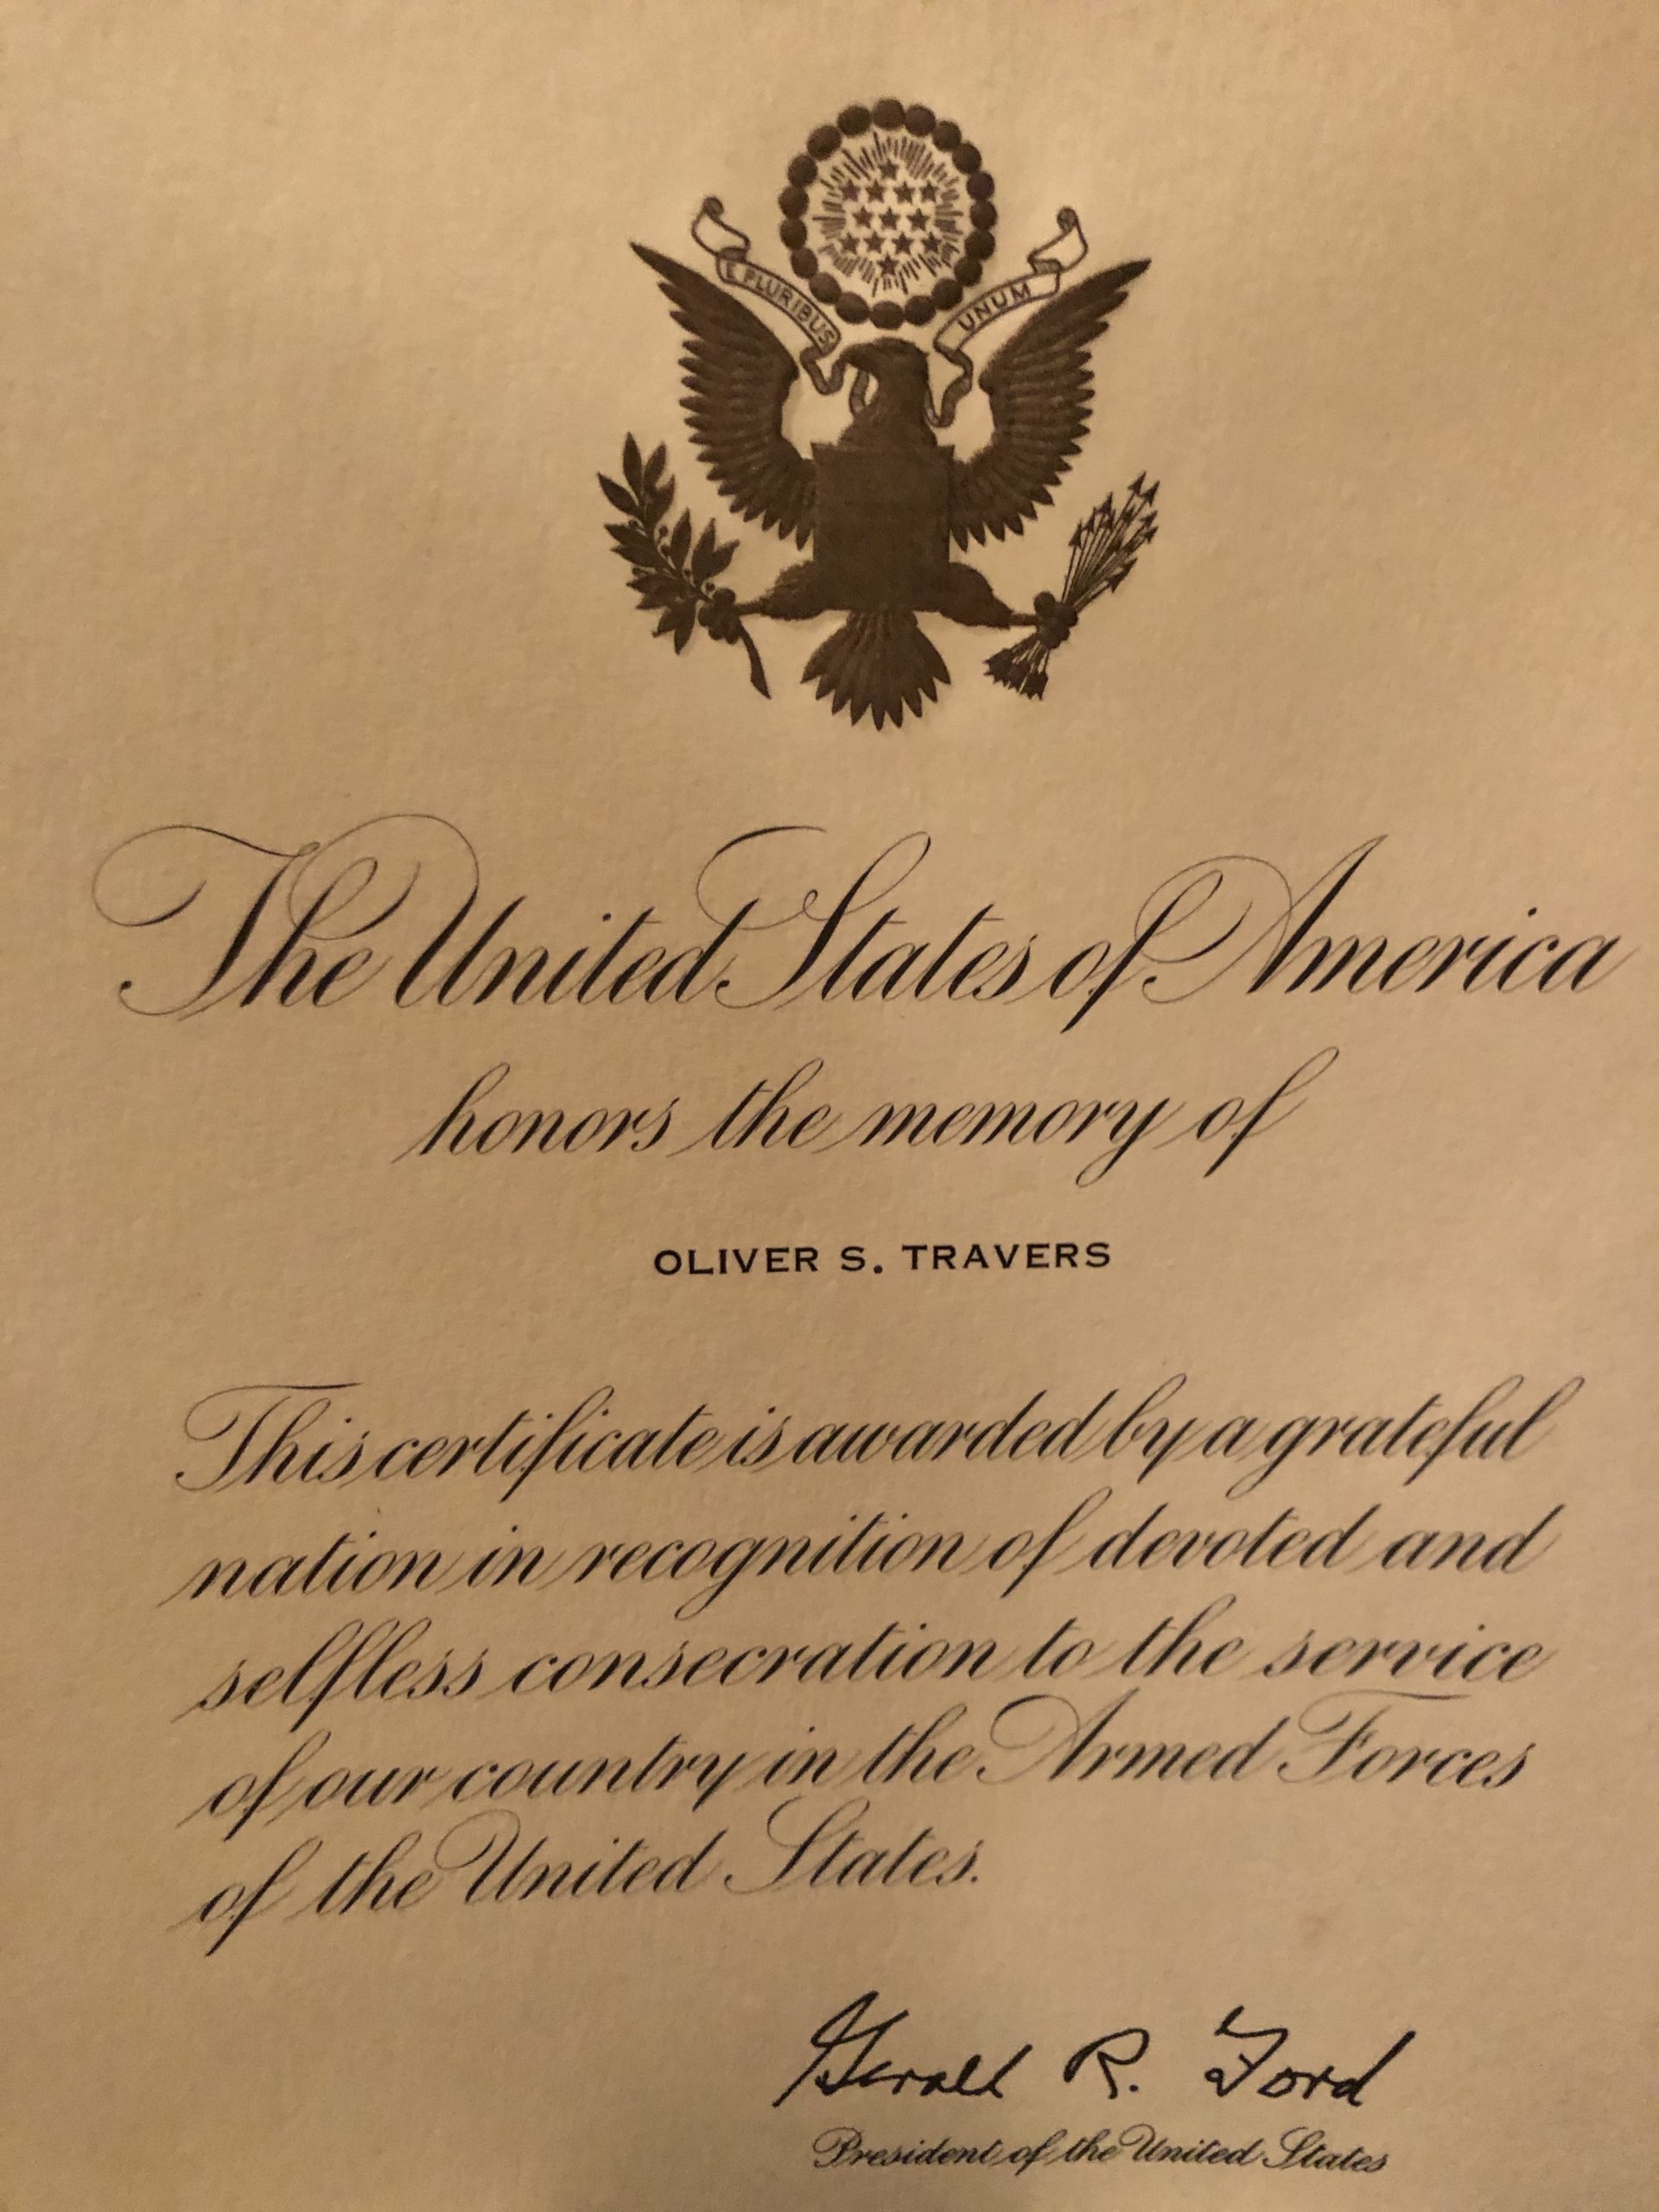 E PLURIBUS UNUM
The United States of America
honors the memory of
OLIVER S. TRAVERS
This certificate is awarded by a grateful
nation in recognition of devoted and
selfless consecration to the service
of our country in the Armed Forces
of the United States.
Gerald R. Ford
President of the United States